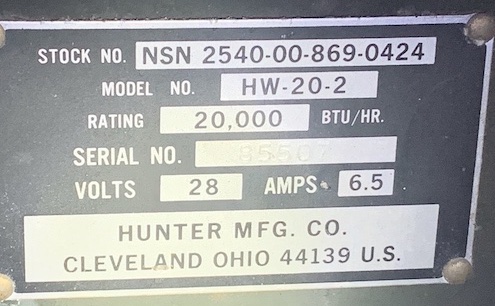 STOCK NO. NSN 2540-00-869-0424
MODEL NO. HW-20-2
RATING 20,000 BTU/HR.
SERIAL NO.
VOLTS 28 AMPS 6.5
HUNTER MFG. CO.
CLEVELAND OHIO 44139 U.S.